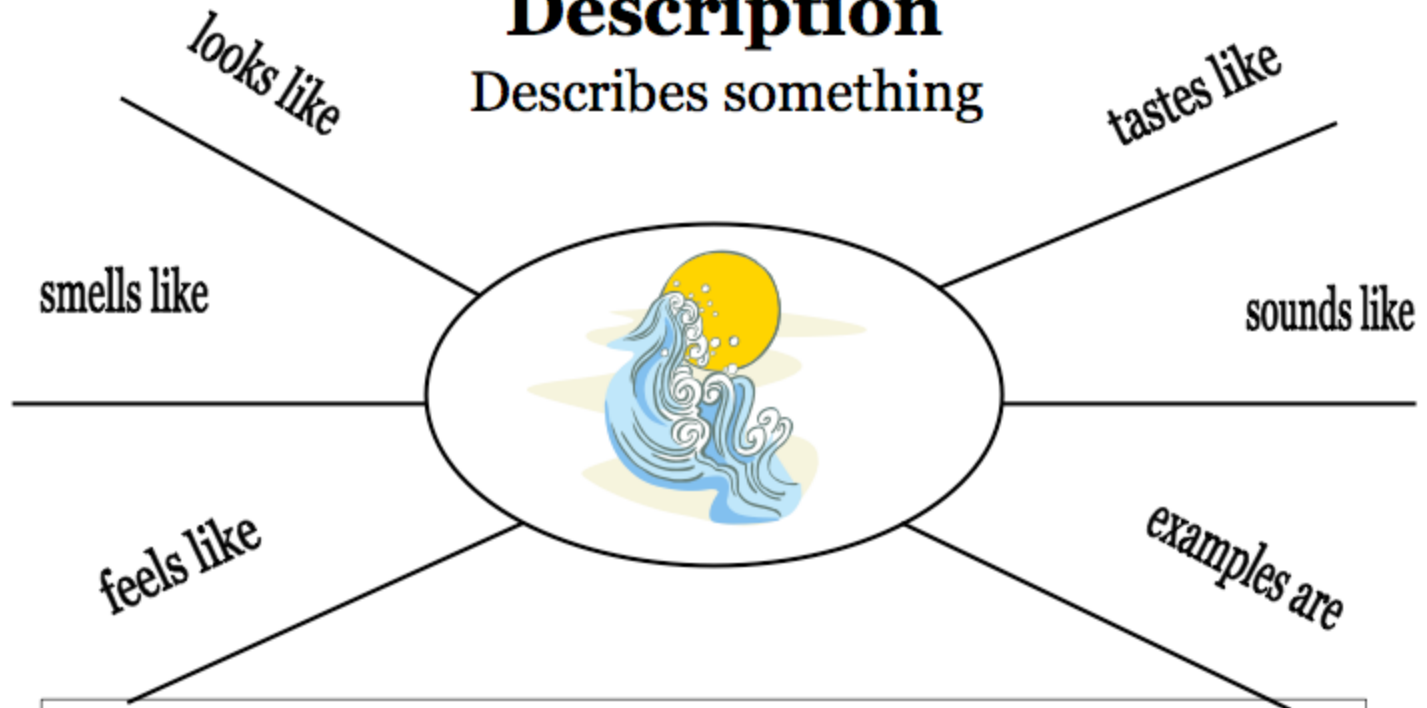 Description
Describes something
looks like
tastes like
smells like
sounds like
feels like
examples are